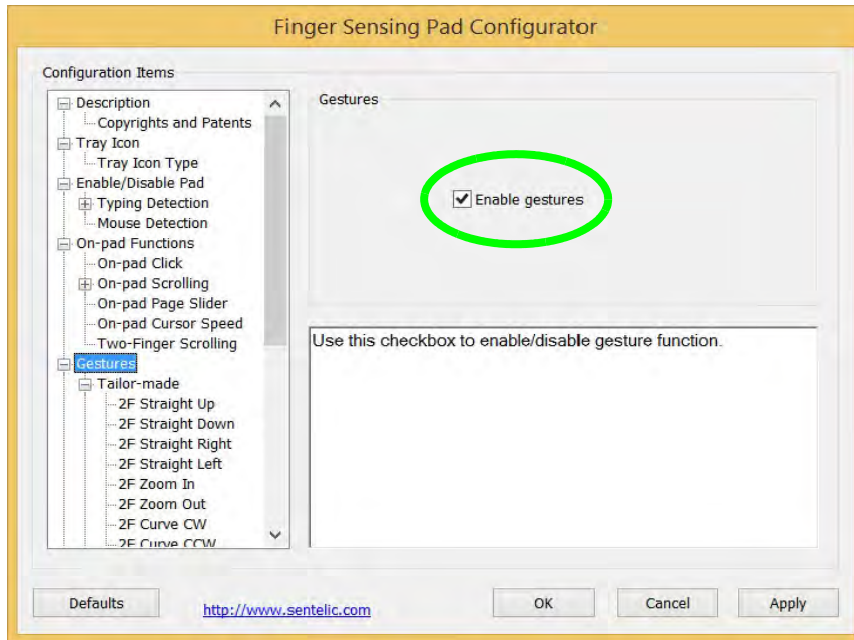 Finger Sensing Pad Configurator
Configuration Items
Description
Copyrights and Patents
Tray Icon
Tray Icon Type
Enable/Disable Pad
Typing Detection
Mouse Detection
On-pad Functions
On-pad Click
On-pad Scrolling
On-pad Page Slider
On-pad Cursor Speed
Two-Finger Scrolling
Gestures
Tailor-made
2F Straight Up
2F Straight Down
2F Straight Right
2F Straight Left
2F Zoom In
2F Zoom Out
2F Curve CW
2F Curve CCW
Gestures
Enable gestures
Use this checkbox to enable/disable gesture function.
Defaults
http://www.sentelic.com
OK
Cancel
Apply